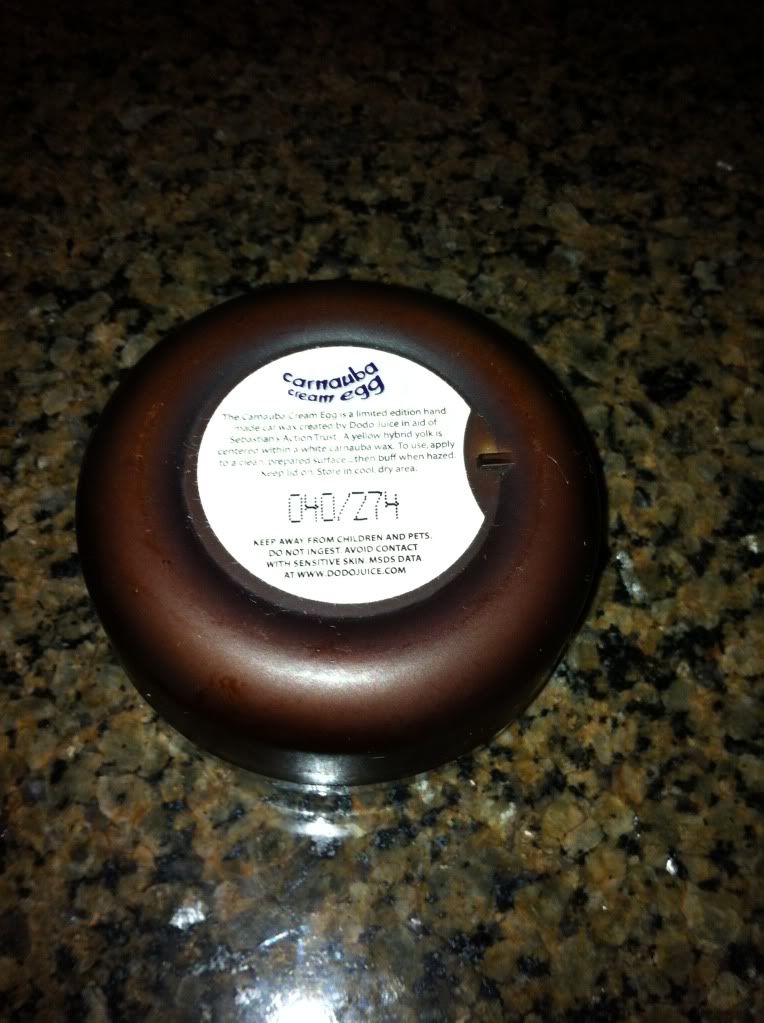 carnauba
cream egg
The Carnauba Cream Egg is a limited edition hand
made car wax created by Dodo Juice in aid of
Sebastians Action Trust. A yellow hybrid yolk is
centered within a white carnauba wax. To use, apply
to a clean, prepared surface...then buff when hazed.
Keep lid on. Store in cool, dry area.
040/274
KEEP AWAY FROM CHILDREN AND PETS.
DO NOT INGEST. AVOID CONTACT
WITH SENSITIVE SKIN. MSDS DATA
AT WWW.DODOJUICE.COM